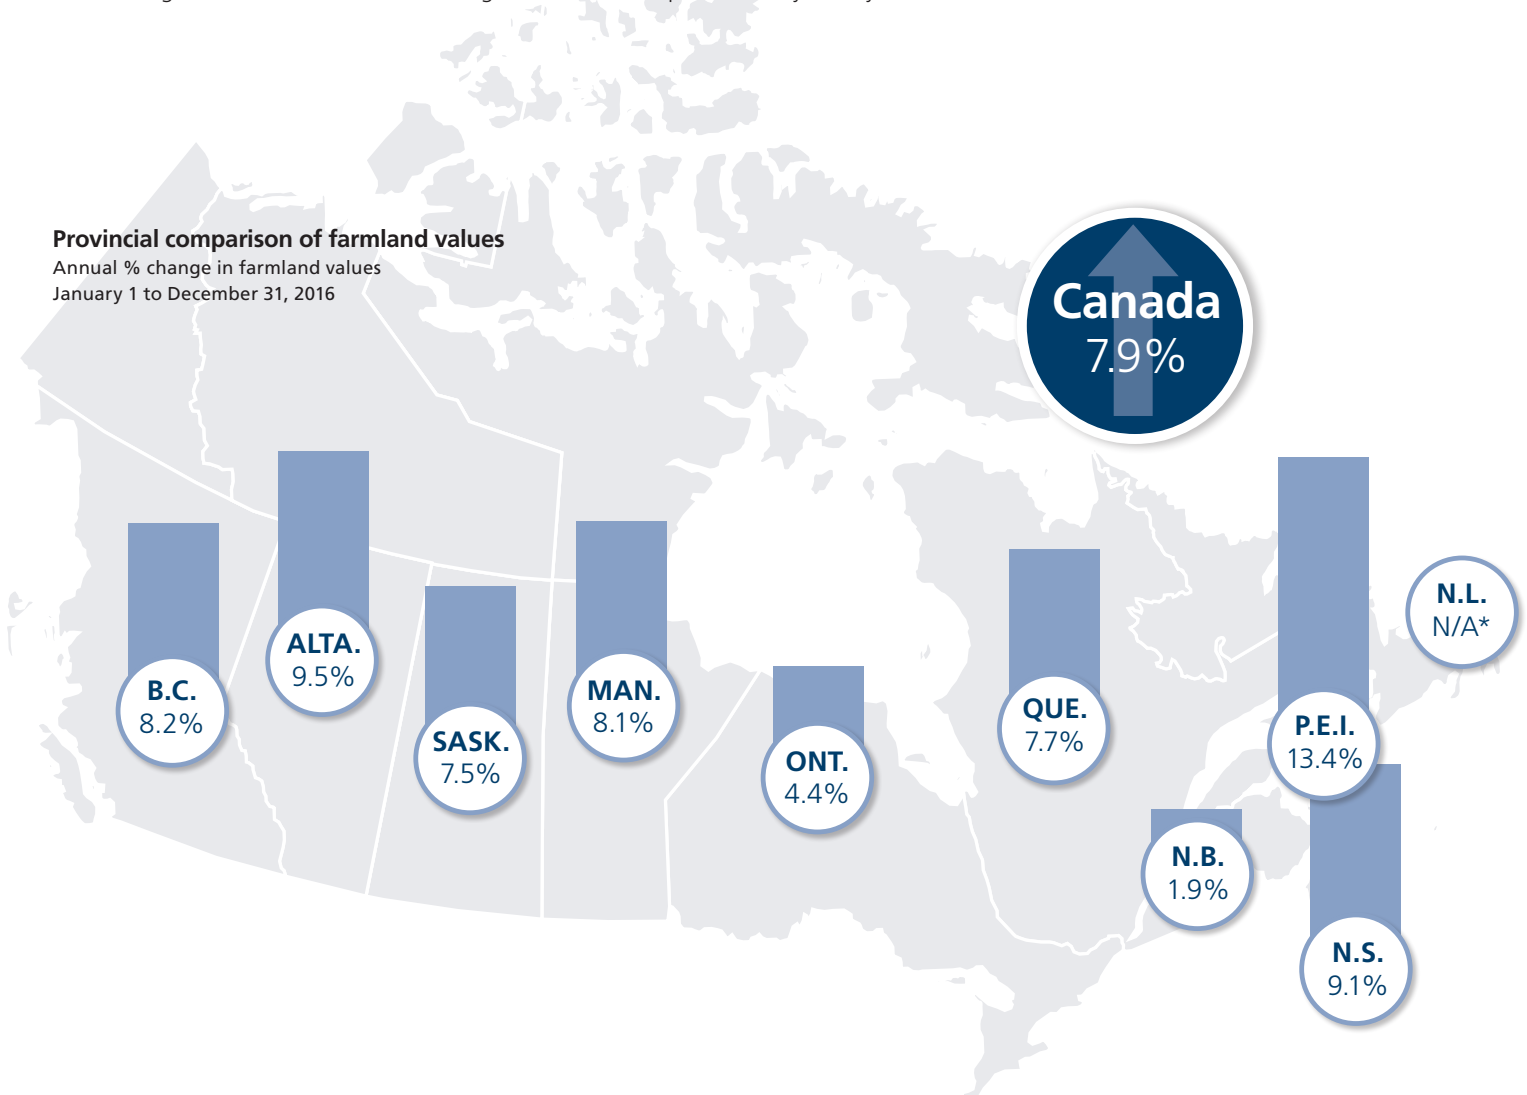 Provincial comparison of farmland values
Annual % change in farmland values
January 1 to December 31, 2016
Canada
7.9%
B.C.
8.2%
ALTA.
9.5%
SASK.
7.5%
MAN.
8.1%
ONT.
4.4%
QUE.
7.7%
P.E.I.
13.4%
N.L.
N/A*
N.B.
1.9%
N.S.
9.1%